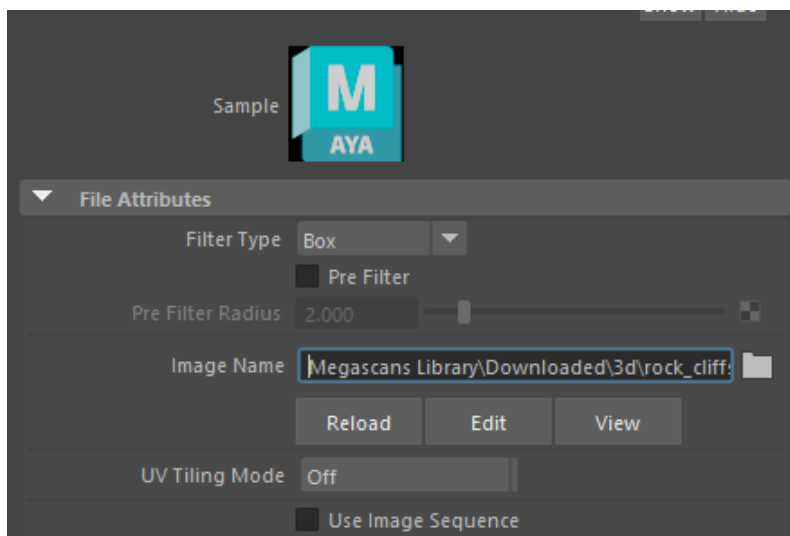 Sample
M
AYA
File Attributes
Filter Type Box
Pre Filter
Pre Filter Radius 2.000
Image Name Megascans Library\Downloaded\3d\rock_cliffs
Reload Edit View
UV Tiling Mode Off
Use Image Sequence